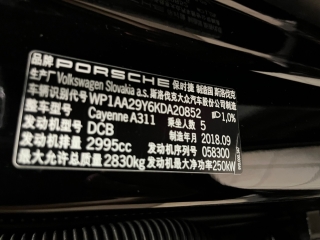 品牌 PORSCHE 保时捷 制造国 斯洛伐克
生产厂 Volkswagen Slovakia a.s. 斯洛伐克大众汽车股份公司制造
车辆识别代号 WP1AA29Y6KDA20852 1,0%
整车型号 Cayenne A311 乘坐人数 5
发动机型号 DCB 制造年月 2018.09
发动机排量 2995cc 发动机序列号 058300
最大允许总质量 2830kg 发动机最大净功率 250kW